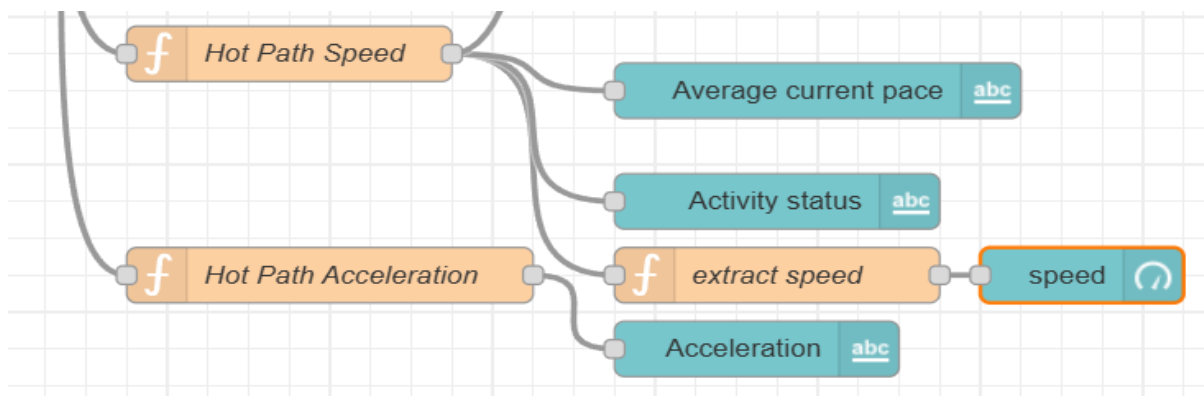 Hot Path Speed
Average current pace abc
Activity status abc
Hot Path Acceleration
extract speed
speed
Acceleration abc